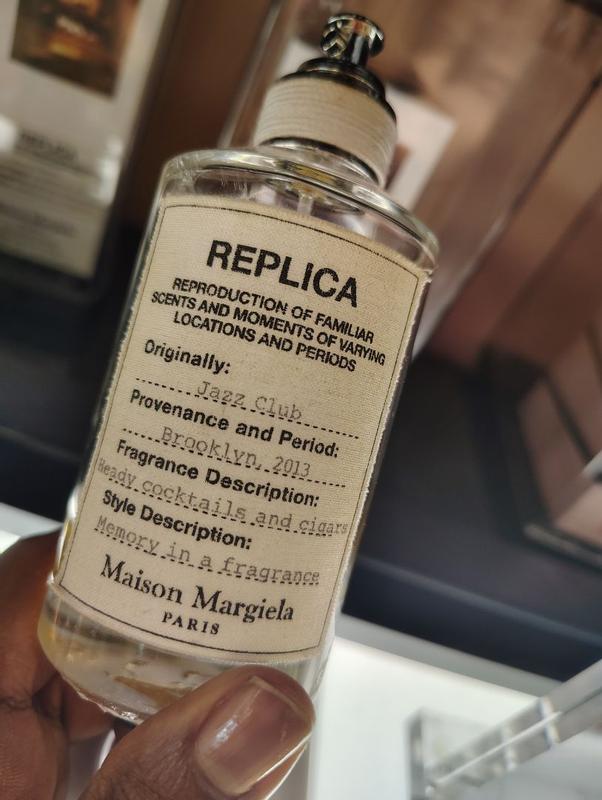 REPLICA
REPRODUCTION OF FAMILIAR
SCENTS AND MOMENTS OF VARYING
LOCATIONS AND PERIODS
Originally:
Jazz Club
Provenance and Period:
Brooklyn, 2013
Fragrance Description:
Heady cocktails and cigars
Style Description:
Memory in a fragrance
Maison Margiela
PARIS